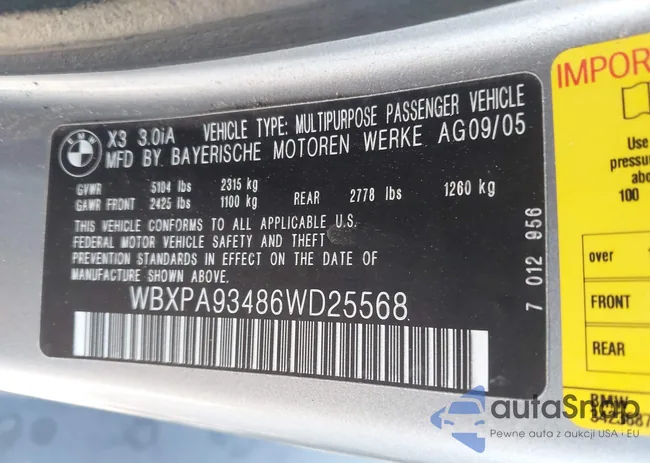 BMW
X3 3.0iA VEHICLE TYPE: MULTIPURPOSE PASSENGER VEHICLE
MFD BY BAYERISCHE MOTOREN WERKE AG09/05
GVWR 5104 lbs 2315 kg
GAWR FRONT 2425 lbs 1100 kg REAR 2778 lbs 1260 kg
THIS VEHICLE CONFORMS TO ALL APPLICABLE U.S.
FEDERAL MOTOR VEHICLE SAFETY AND THEFT
PREVENTION STANDARDS IN EFFECT ON THE DATE OF
MANUFACTURE SHOWN ABOVE.
WBXPA93486WD25568
7 012 956
IMPOR
Use
pressu
abo
100
over
FRONT
REAR
BMW
autoSnap
Pewne auta z aukcji USA i EU